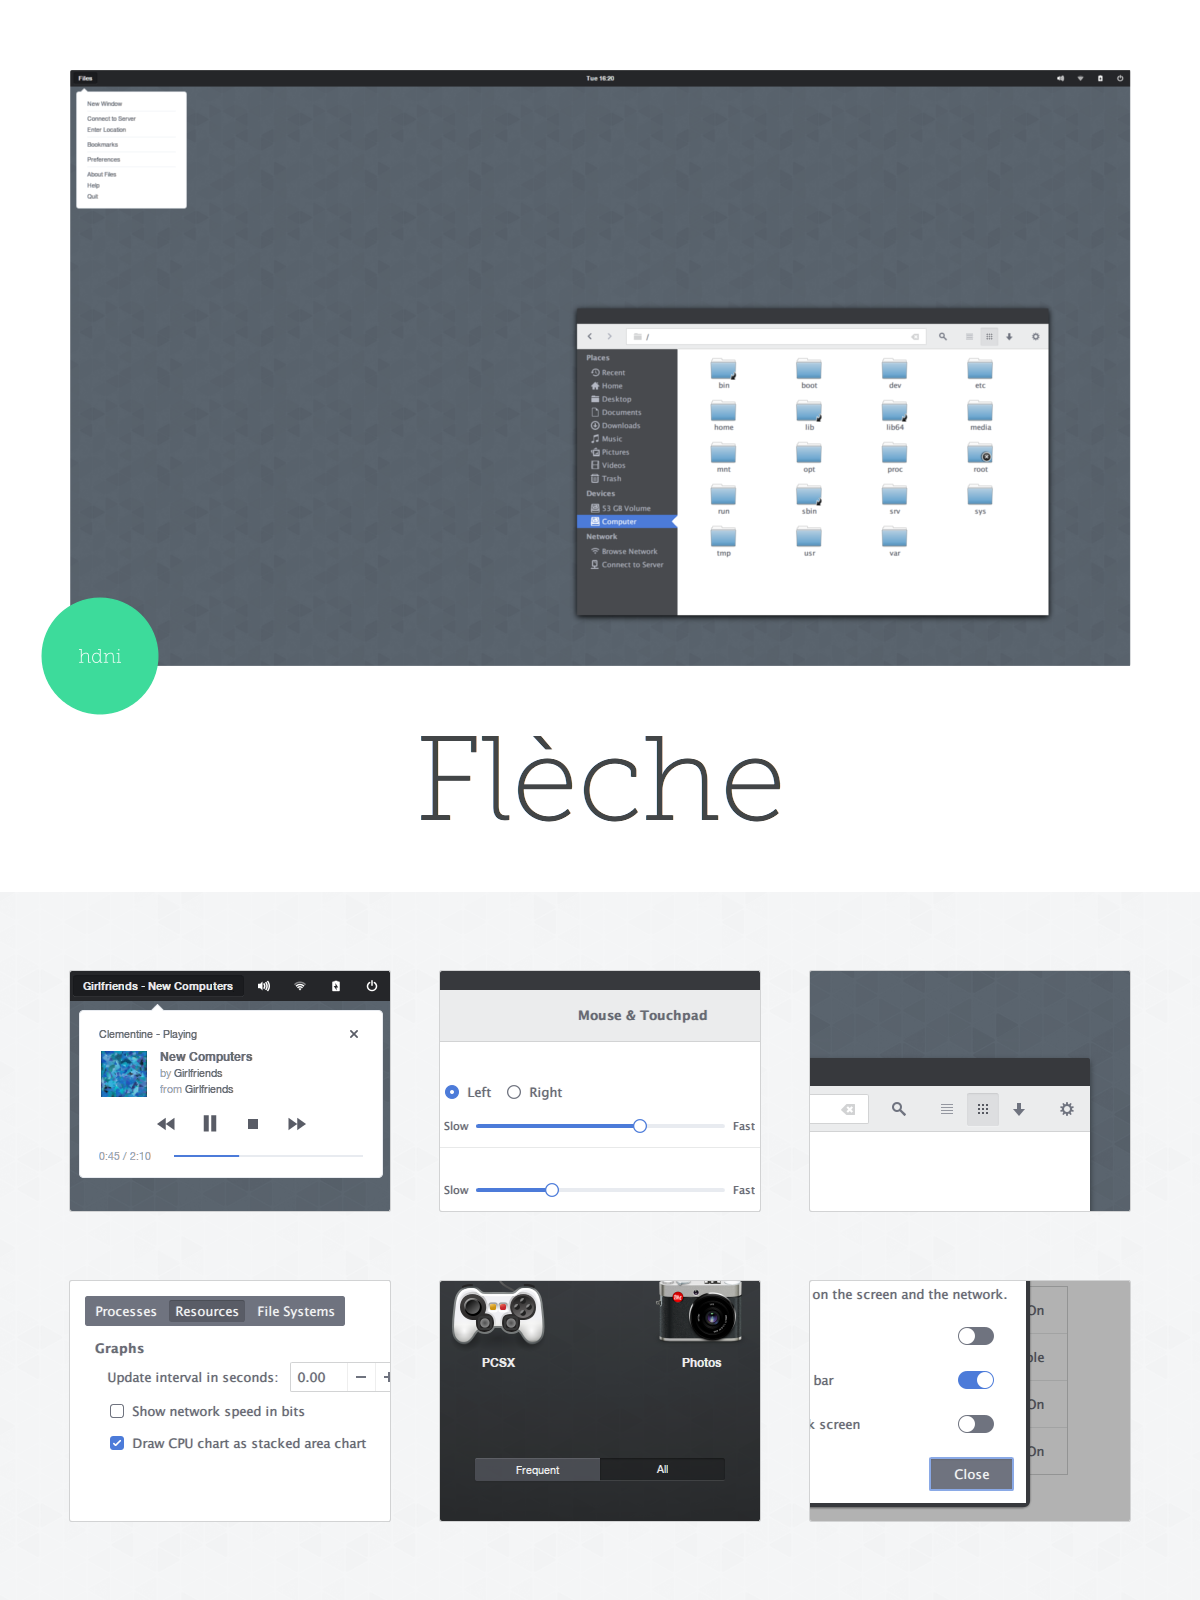 Files
Tue 16:20
New Window
Connect to Server
Enter Location
Bookmarks
Preferences
About Files
Help
Quit
/
Places
Recent
Home
Desktop
Documents
Downloads
Music
Pictures
Videos
Trash
Devices
53 GB Volume
Computer
Network
Browse Network
Connect to Server
bin boot dev etc
home lib lib64 media
mnt opt proc root
run sbin srv sys
tmp usr var
hdni
Flèche
Girlfriends - New Computers
Clementine - Playing
New Computers
by Girlfriends
from Girlfriends
0:45 / 2:10
Mouse & Touchpad
Left Right
Slow Fast
Slow Fast
Processes Resources File Systems
Graphs
Update interval in seconds: 0.00
Show network speed in bits
Draw CPU chart as stacked area chart
PCSX Photos
Frequent All
on the screen and the network.
On
ble
bar
On
k screen
On
Close